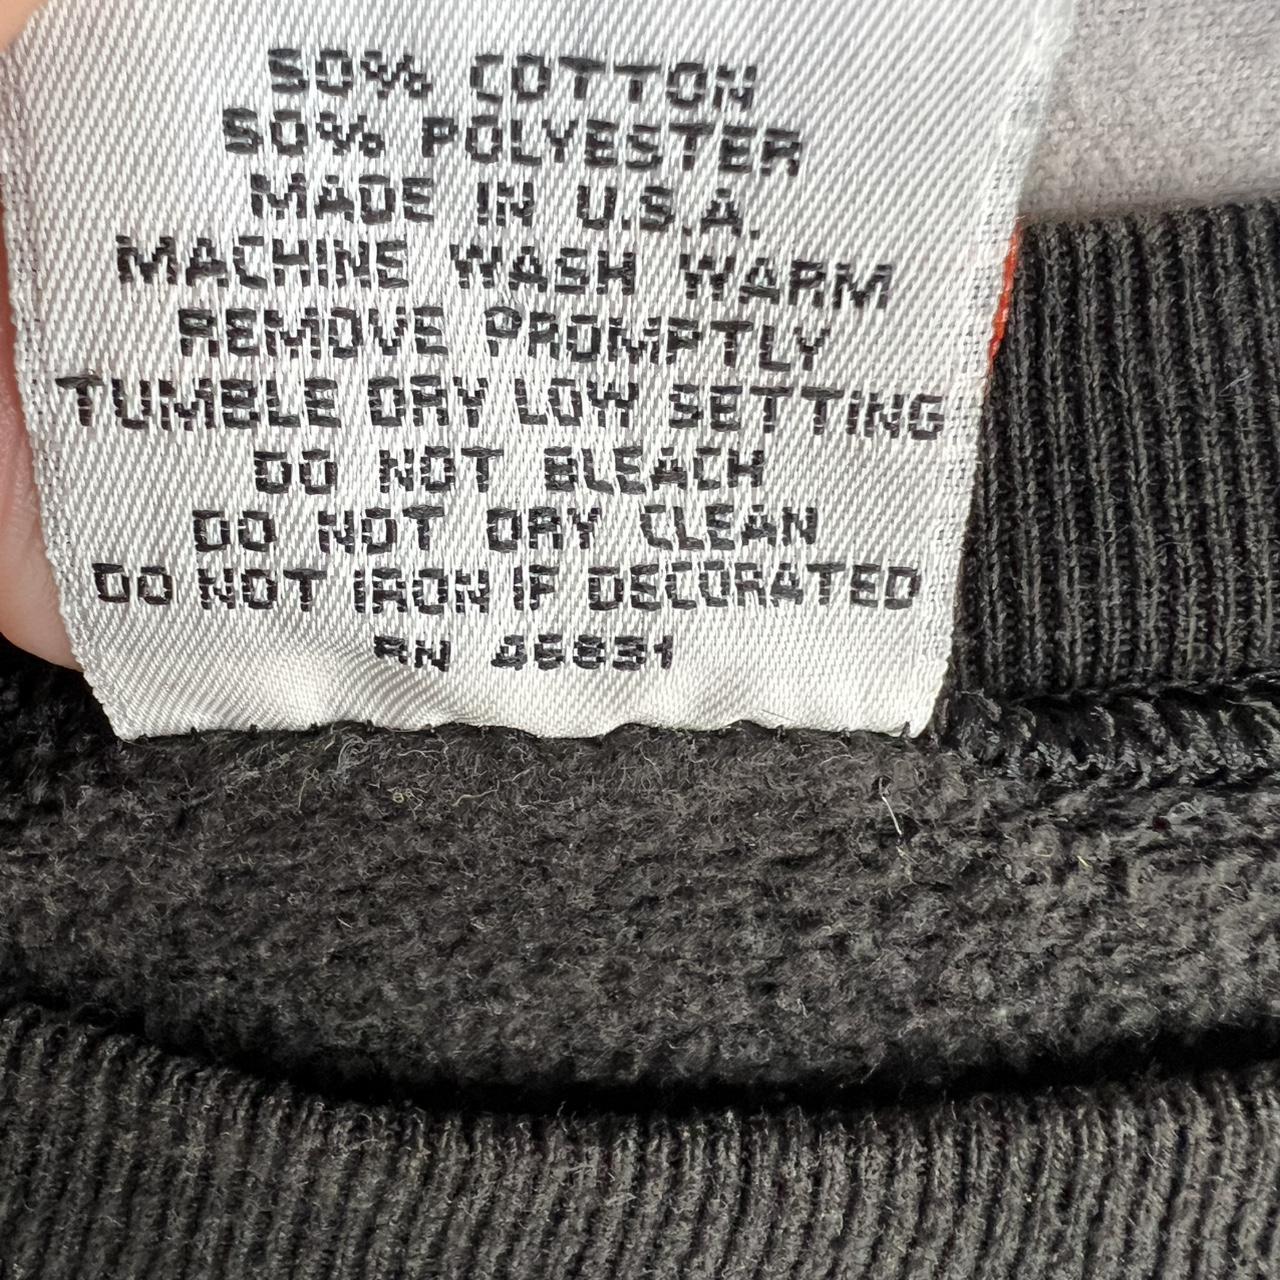 50% COTTON
50% POLYESTER
MADE IN U.S.A.
MACHINE WASH WARM
REMOVE PROMPTLY
TUMBLE DRY LOW SETTING
DO NOT BLEACH
DO NOT DRY CLEAN
DO NOT IRON IF DECORATED
RN